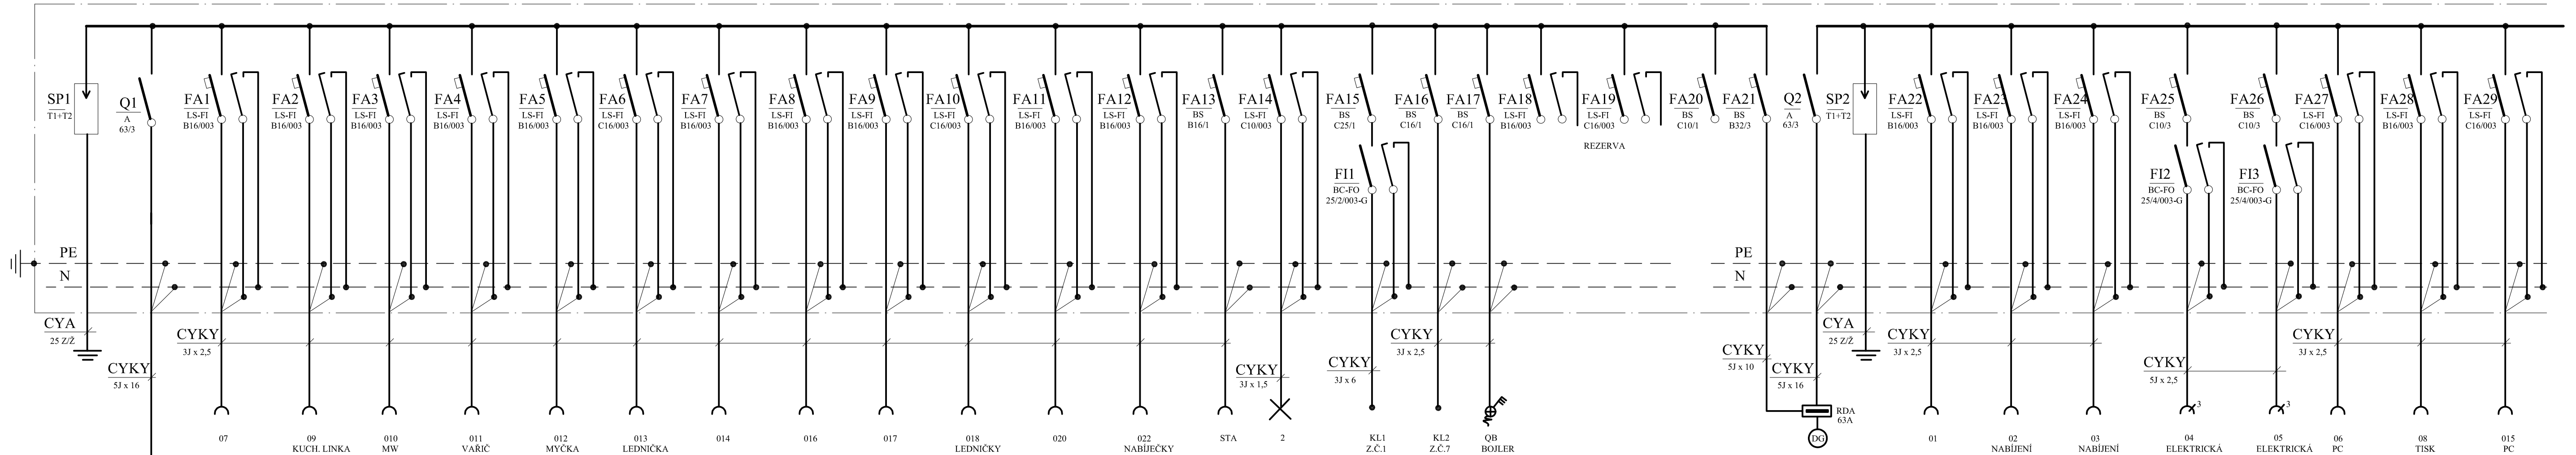 SP1
T1+T2
Q1
A
63/3
FA1
LS-FI
B16/003
FA2
LS-FI
B16/003
FA3
LS-FI
B16/003
FA4
LS-FI
B16/003
FA5
LS-FI
B16/003
FA6
LS-FI
C16/003
FA7
LS-FI
B16/003
FA8
LS-FI
B16/003
FA9
LS-FI
B16/003
FA10
LS-FI
C16/003
FA11
LS-FI
B16/003
FA12
LS-FI
B16/003
FA13
BS
B16/1
FA14
LS-FI
C10/003
FA15
BS
C25/1
FA16
BS
C16/1
FA17
BS
C16/1
FA18
LS-FI
B16/003
FA19
LS-FI
C16/003
FA20
BS
C10/1
FA21
BS
B32/3
Q2
A
63/3
SP2
T1+T2
FA22
LS-FI
B16/003
FA23
LS-FI
B16/003
FA24
LS-FI
B16/003
FA25
BS
C10/3
FA26
BS
C10/3
FA27
LS-FI
C16/003
FA28
LS-FI
B16/003
FA29
LS-FI
C16/003
REZERVA
FI1
BC-FO
25/2/003-G
FI2
BC-FO
25/4/003-G
FI3
BC-FO
25/4/003-G
PE
N
PE
N
CYA
25 Z/Ž
CYKY
5J x 16
CYKY
3J x 2,5
CYKY
3J x 1,5
CYKY
3J x 6
CYKY
3J x 2,5
CYKY
5J x 10
CYKY
5J x 16
CYA
25 Z/Ž
CYKY
3J x 2,5
CYKY
5J x 2,5
CYKY
3J x 2,5
RDA
63A
DG
3
3
07
09
KUCH. LINKA
010
MW
011
VAŘIČ
012
MYČKA
013
LEDNIČKA
014
016
017
018
LEDNIČKY
020
022
NABÍJEČKY
STA
2
KL1
Z.Č.1
KL2
Z.Č.7
QB
BOJLER
01
02
NABÍJENÍ
03
NABÍJENÍ
04
ELEKTRICKÁ
05
ELEKTRICKÁ
06
PC
08
TISK
015
PC